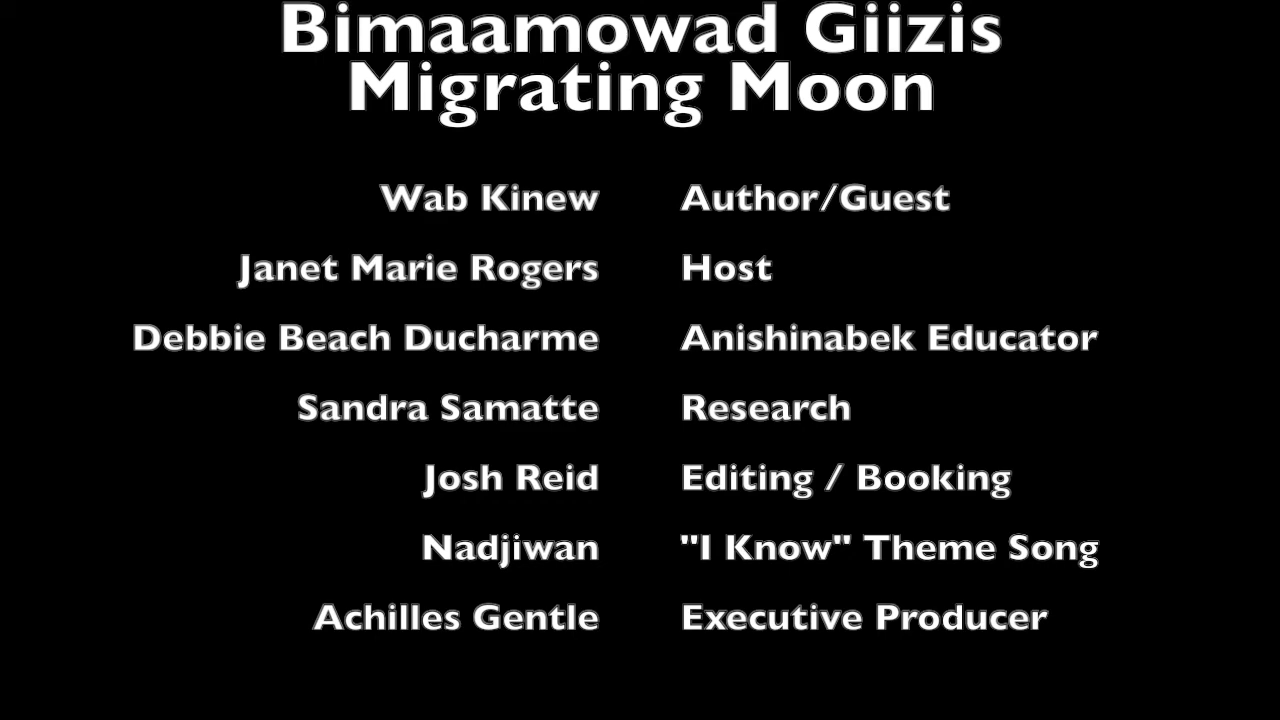 Bimaamowad Giizis
Migrating Moon
Wab Kinew Author/Guest
Janet Marie Rogers Host
Debbie Beach Ducharme Anishinabek Educator
Sandra Samatte Research
Josh Reid Editing / Booking
Nadjiwan "I Know" Theme Song
Achilles Gentle Executive Producer